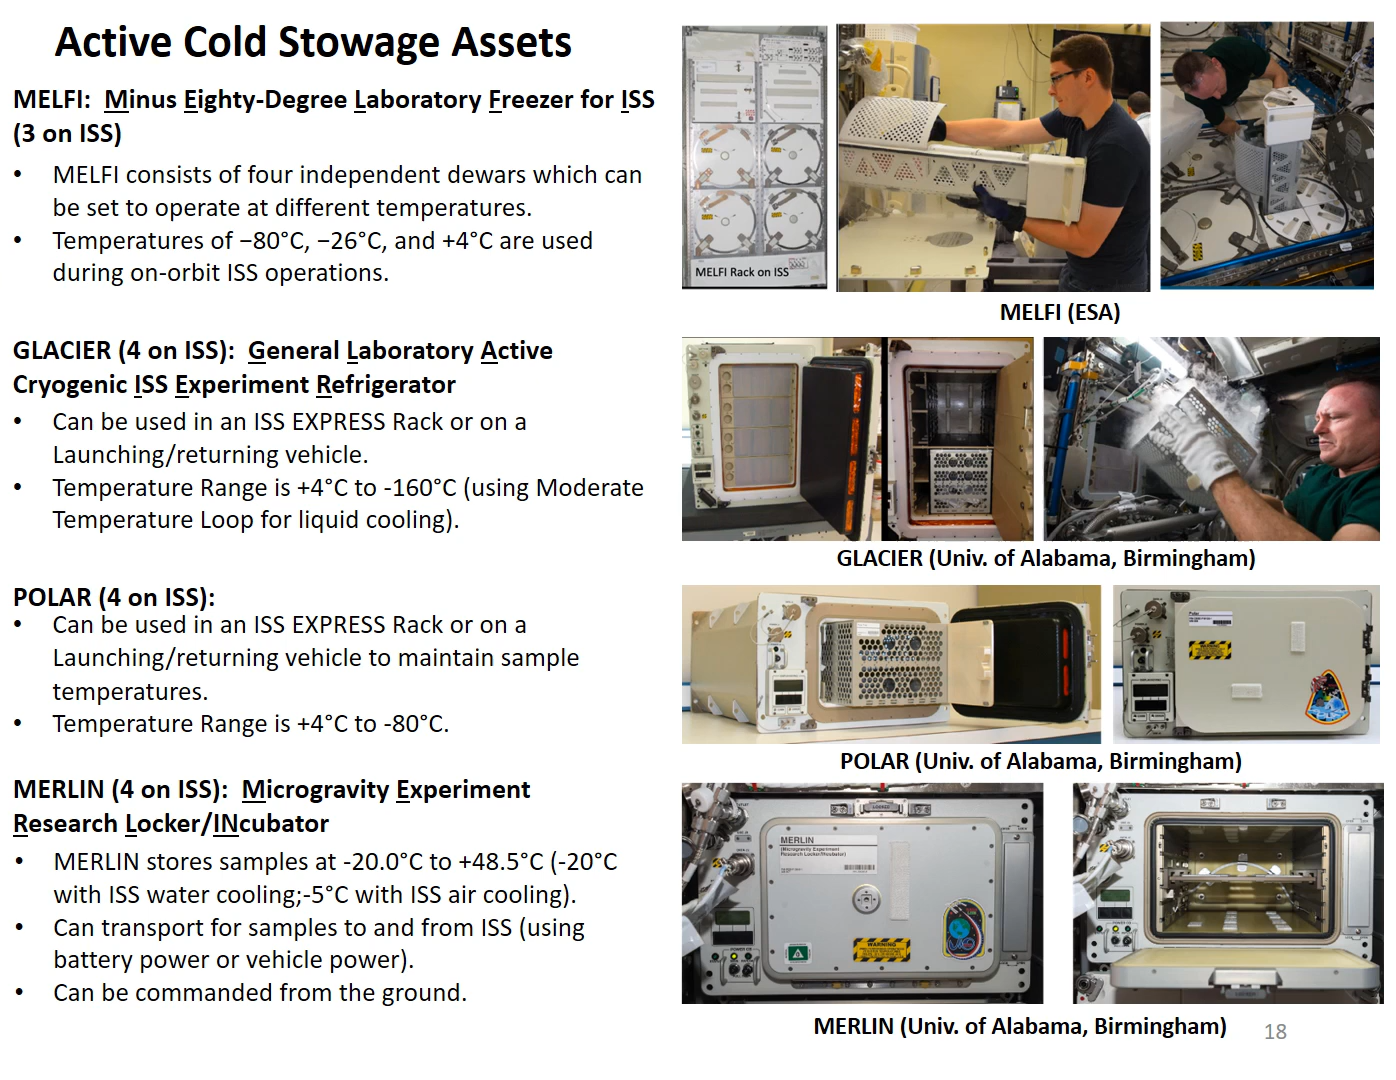 Active Cold Stowage Assets
MELFI: Minus Eighty-Degree Laboratory Freezer for ISS
(3 on ISS)
• MELFI consists of four independent dewars which can
be set to operate at different temperatures.
• Temperatures of −80°C, −26°C, and +4°C are used
during on-orbit ISS operations.
MELFI Rack on ISS
MELFI (ESA)
GLACIER (4 on ISS): General Laboratory Active
Cryogenic ISS Experiment Refrigerator
• Can be used in an ISS EXPRESS Rack or on a
Launching/returning vehicle.
• Temperature Range is +4°C to -160°C (using Moderate
Temperature Loop for liquid cooling).
GLACIER (Univ. of Alabama, Birmingham)
POLAR (4 on ISS):
• Can be used in an ISS EXPRESS Rack or on a
Launching/returning vehicle to maintain sample
temperatures.
• Temperature Range is +4°C to -80°C.
Polar
POLAR (Univ. of Alabama, Birmingham)
MERLIN (4 on ISS): Microgravity Experiment
Research Locker/INcubator
• MERLIN stores samples at -20.0°C to +48.5°C (-20°C
with ISS water cooling;-5°C with ISS air cooling).
• Can transport for samples to and from ISS (using
battery power or vehicle power).
• Can be commanded from the ground.
MERLIN
(Microgravity Experiment
Research Locker/Incubator)
WARNING
MERLIN (Univ. of Alabama, Birmingham)
18